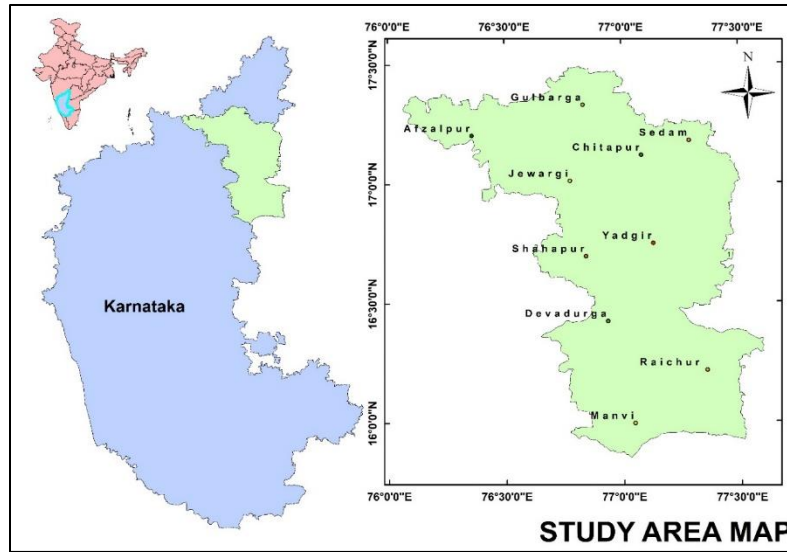 76°0'0"E
76°30'0"E
77°0'0"E
77°30'0"E
17°30'0"N
17°0'0"N
16°30'0"N
16°0'0"N
N
Gulbarga
Afzalpur
Sedam
Chitapur
Jewargi
Yadgir
Shahapur
Devadurga
Raichur
Manvi
Karnataka
76°0'0"E
76°30'0"E
77°0'0"E
77°30'0"E
STUDY AREA MAP